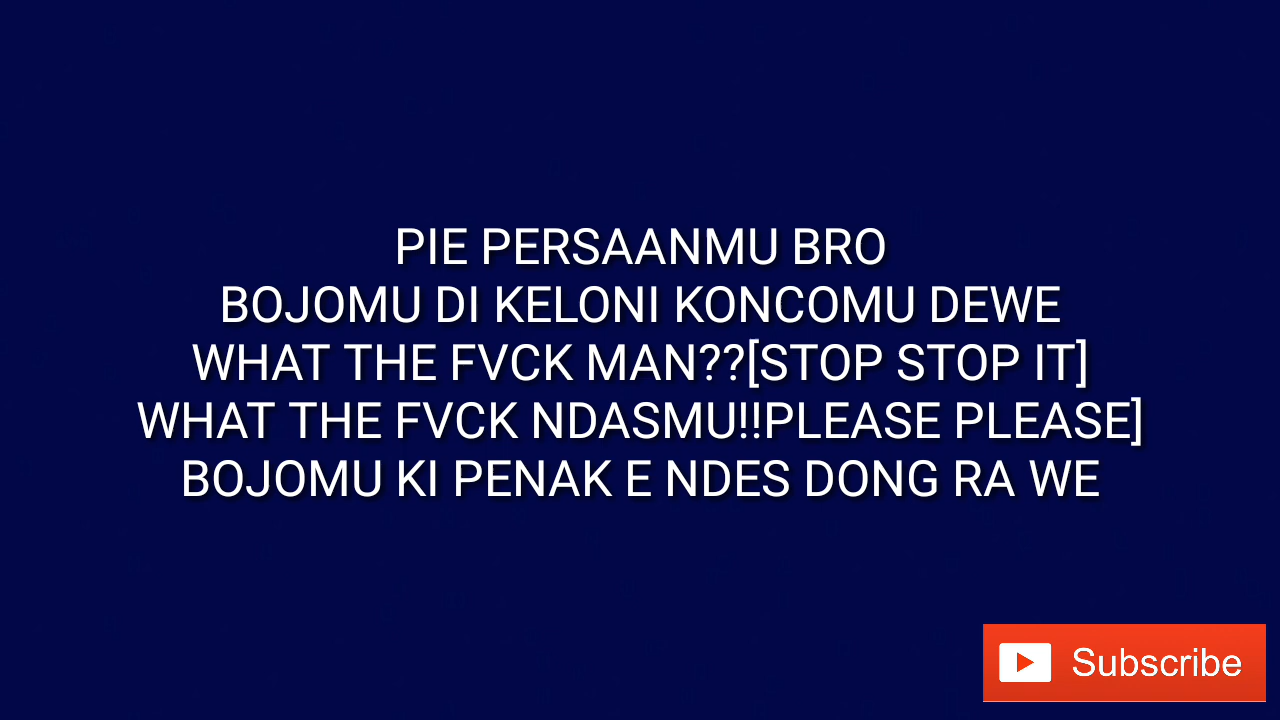 PIE PERSAANMU BRO
BOJOMU DI KELONI KONCOMU DEWE
WHAT THE FVCK MAN??[STOP STOP IT]
WHAT THE FVCK NDASMU!!PLEASE PLEASE]
BOJOMU KI PENAK E NDES DONG RA WE
Subscribe